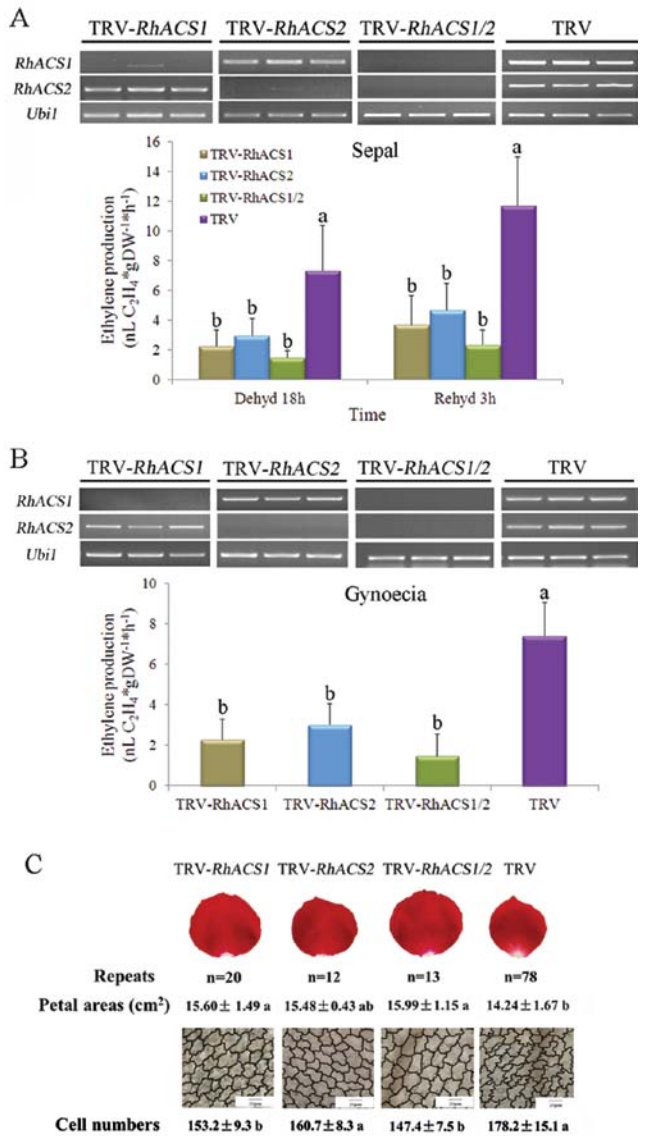 A
TRV-RhACS1 TRV-RhACS2 TRV-RhACS1/2 TRV
RhACS1
RhACS2
Ubi1
Sepal
TRV-RhACS1
TRV-RhACS2
TRV-RhACS1/2
TRV
Ethylene production
(nL C₂H₄*gDW⁻¹*h⁻¹)
16
14
12
10
8
6
4
2
0
b b b a
b b b a
Dehyd 18h Rehyd 3h
Time
B
TRV-RhACS1 TRV-RhACS2 TRV-RhACS1/2 TRV
RhACS1
RhACS2
Ubi1
Gynoecia
Ethylene production
(nL C₂H₄*gDW⁻¹*h⁻¹)
10
8
6
4
2
0
b b b a
TRV-RhACS1 TRV-RhACS2 TRV-RhACS1/2 TRV
C
TRV-RhACS1 TRV-RhACS2 TRV-RhACS1/2 TRV
Repeats n=20 n=12 n=13 n=78
Petal areas (cm²) 15.60± 1.49 a 15.48±0.43 ab 15.99±1.15 a 14.24±1.67 b
Cell numbers 153.2±9.3 b 160.7±8.3 a 147.4±7.5 b 178.2±15.1 a